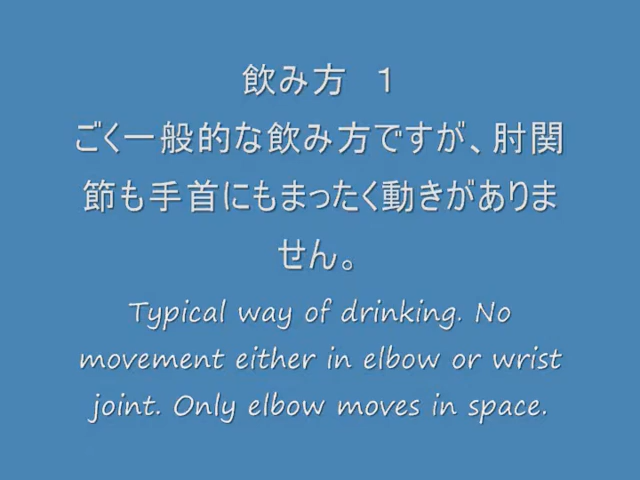 飲み方　１
ごく一般的な飲み方ですが、肘関
節も手首にもまったく動きがありま
せん。
Typical way of drinking. No
movement either in elbow or wrist
joint. Only elbow moves in space.